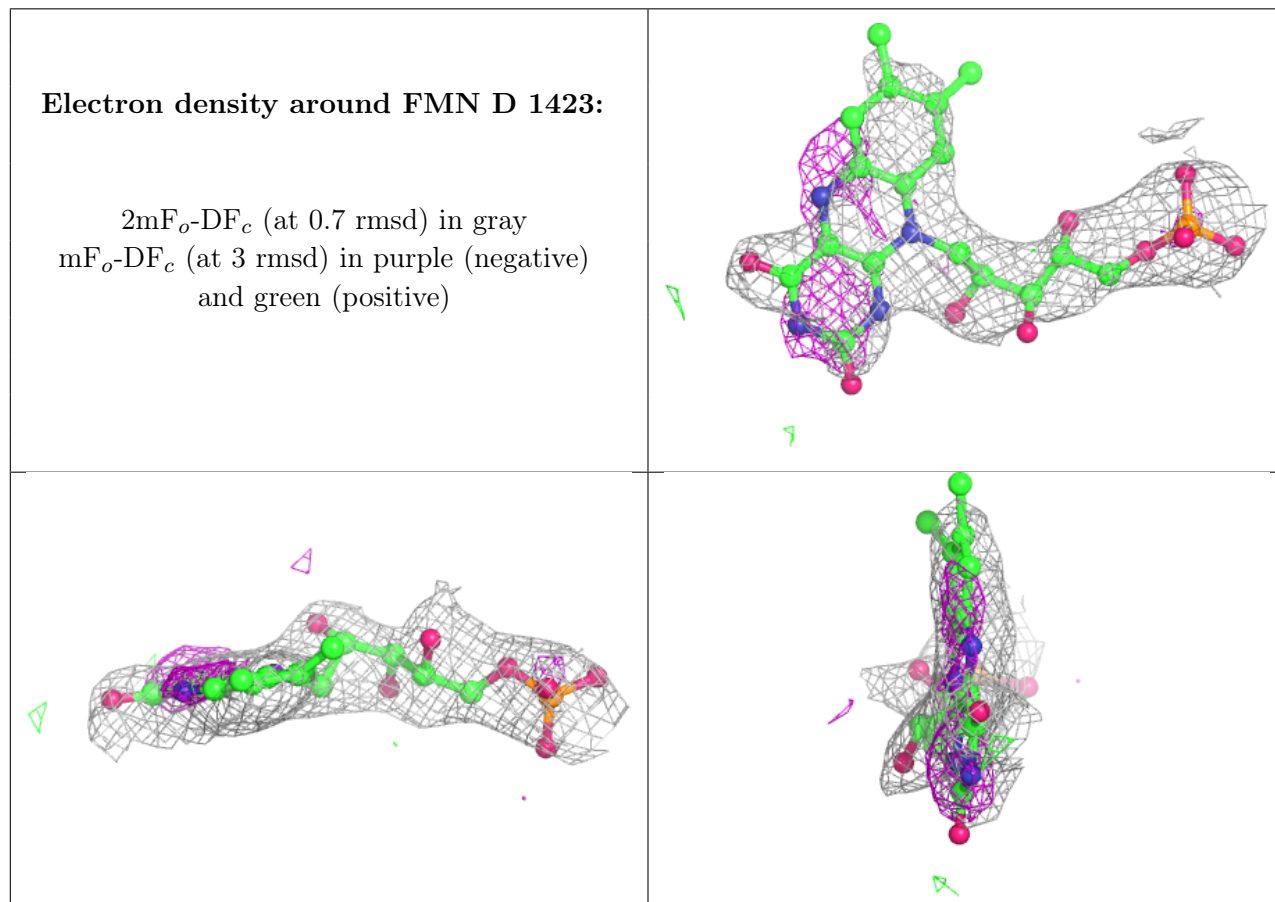 Electron density around FMN D 1423:
2mFo-DFc (at 0.7 rmsd) in gray
mFo-DFc (at 3 rmsd) in purple (negative)
and green (positive)